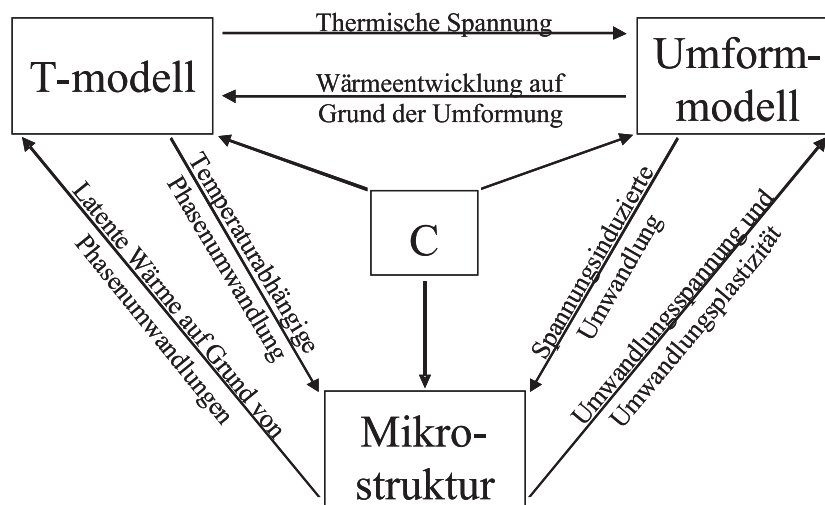 Thermische Spannung
T-modell
Umform-
modell
Wärmeentwicklung auf
Grund der Umformung
C
Latente Wärme auf Grund von
Phasenumwandlungen
Temperaturabhängige
Phasenumwandlung
Spannungsinduzierte
Umwandlung
Umwandlungsspannung und
Umwandlungsplastizität
Mikro-
struktur